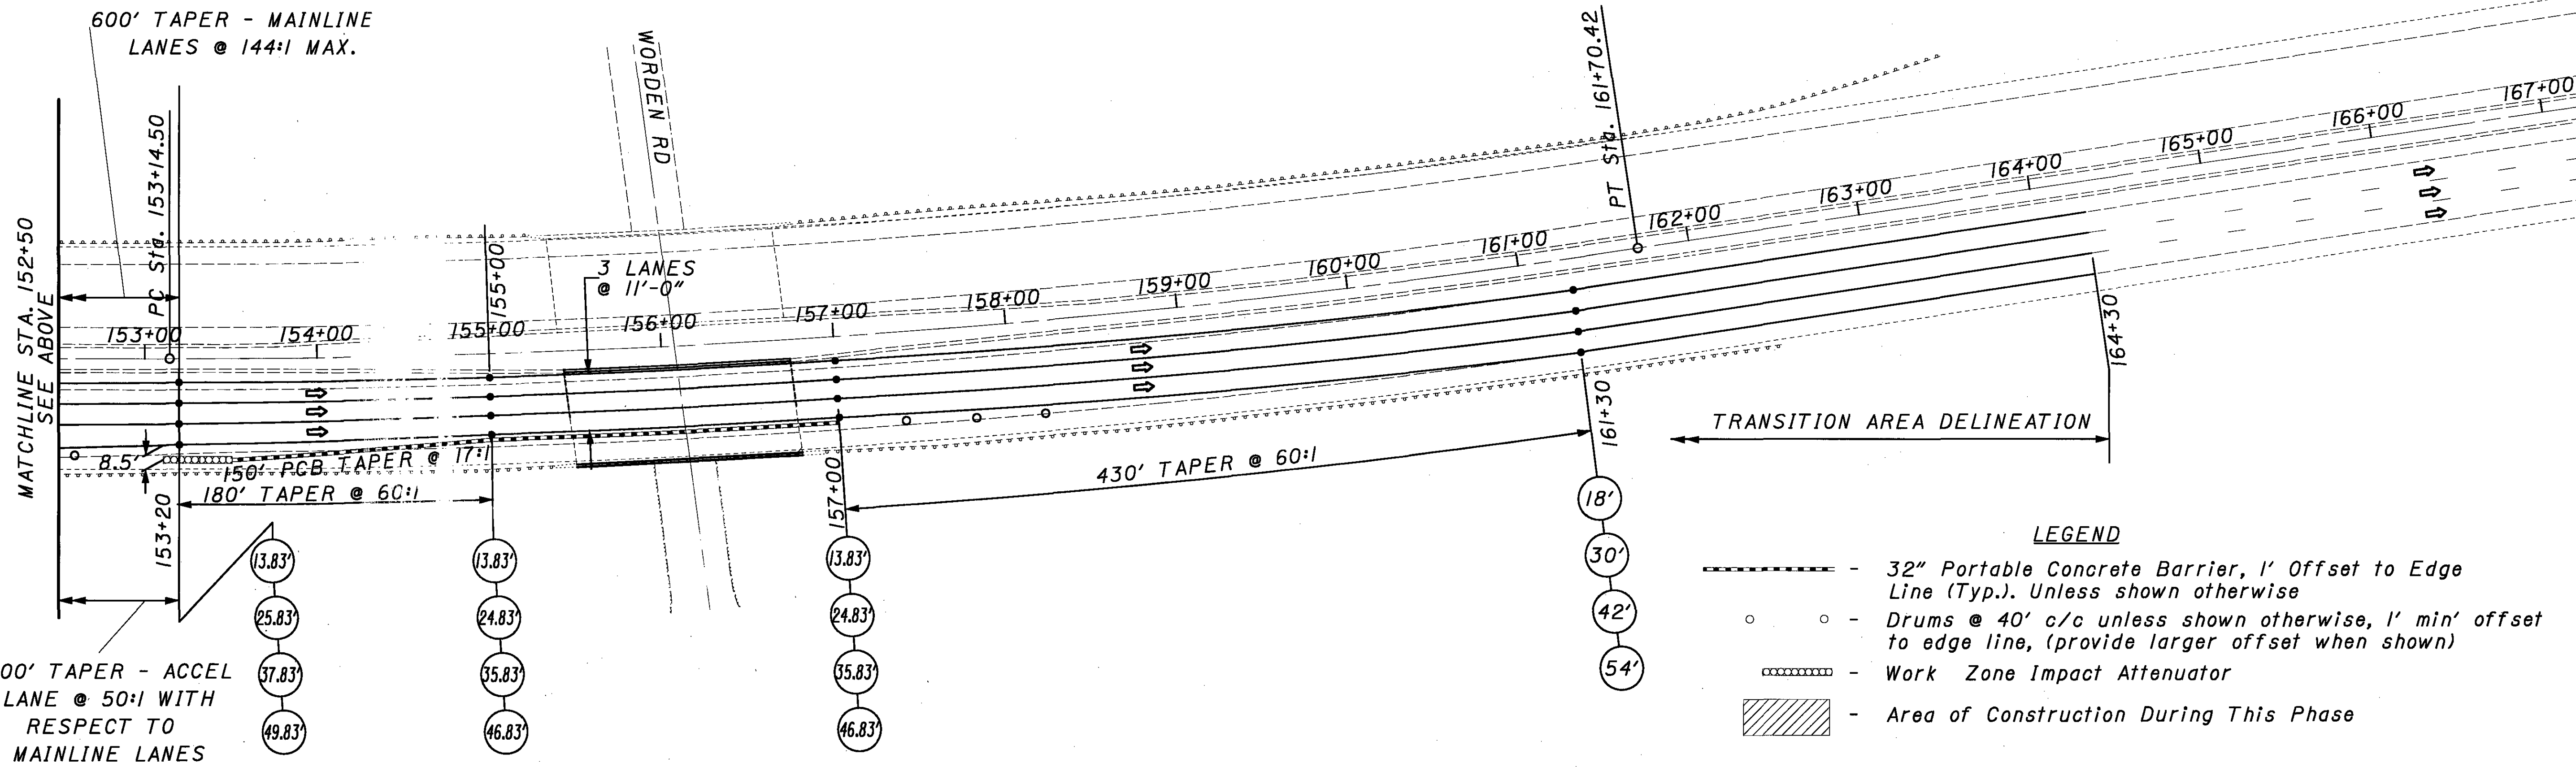 600' TAPER - MAINLINE
LANES @ 144:1 MAX.
MATCHLINE STA. 152+50
SEE ABOVE
PC Sta. 153+14.50
WORDEN RD
PT Sta. 161+70.42
153+00
154+00
155+00
155+00
156+00
157+00
158+00
159+00
160+00
161+00
162+00
163+00
164+00
165+00
166+00
167+00
3 LANES
@ 11'-0"
8.5'
150' PCB TAPER @ 17:1
180' TAPER @ 60:1
153+20
157+00
430' TAPER @ 60:1
161+30
164+30
TRANSITION AREA DELINEATION
00' TAPER - ACCEL
LANE @ 50:1 WITH
RESPECT TO
MAINLINE LANES
13.83'
25.83'
37.83'
49.83'
13.83'
24.83'
35.83'
46.83'
13.83'
24.83'
35.83'
46.83'
18'
30'
42'
54'
LEGEND
- 32" Portable Concrete Barrier, 1' Offset to Edge
Line (Typ.). Unless shown otherwise
- Drums @ 40' c/c unless shown otherwise, 1' min' offset
to edge line, (provide larger offset when shown)
- Work Zone Impact Attenuator
- Area of Construction During This Phase